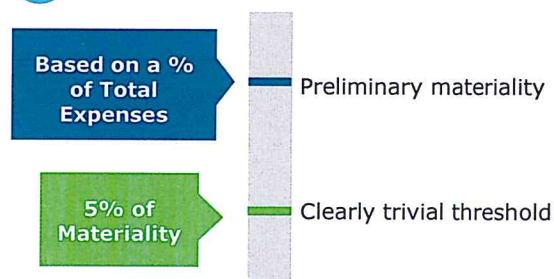 Based on a %
of Total
Expenses
Preliminary materiality
5% of
Materiality
Clearly trivial threshold